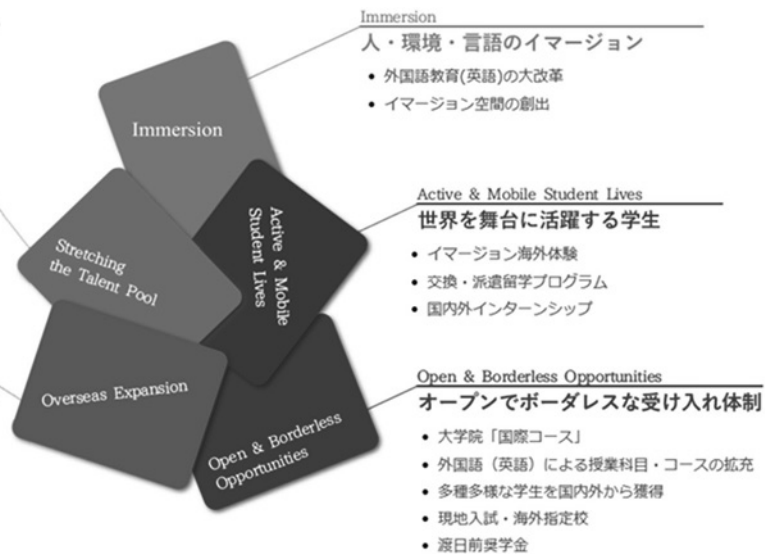 Immersion
人・環境・言語のイマージョン
• 外国語教育(英語)の大改革
• イマージョン空間の創出
Active & Mobile Student Lives
世界を舞台に活躍する学生
• イマージョン海外体験
• 交換・派遣留学プログラム
• 国内外インターンシップ
Open & Borderless Opportunities
オープンでボーダレスな受け入れ体制
• 大学院「国際コース」
• 外国語（英語）による授業科目・コースの拡充
• 多種多様な学生を国内外から獲得
• 現地入試・海外指定校
• 渡日前奨学金
Immersion
Active & Mobile
Student Lives
Stretching
the Talent Pool
Overseas Expansion
Open & Borderless
Opportunities